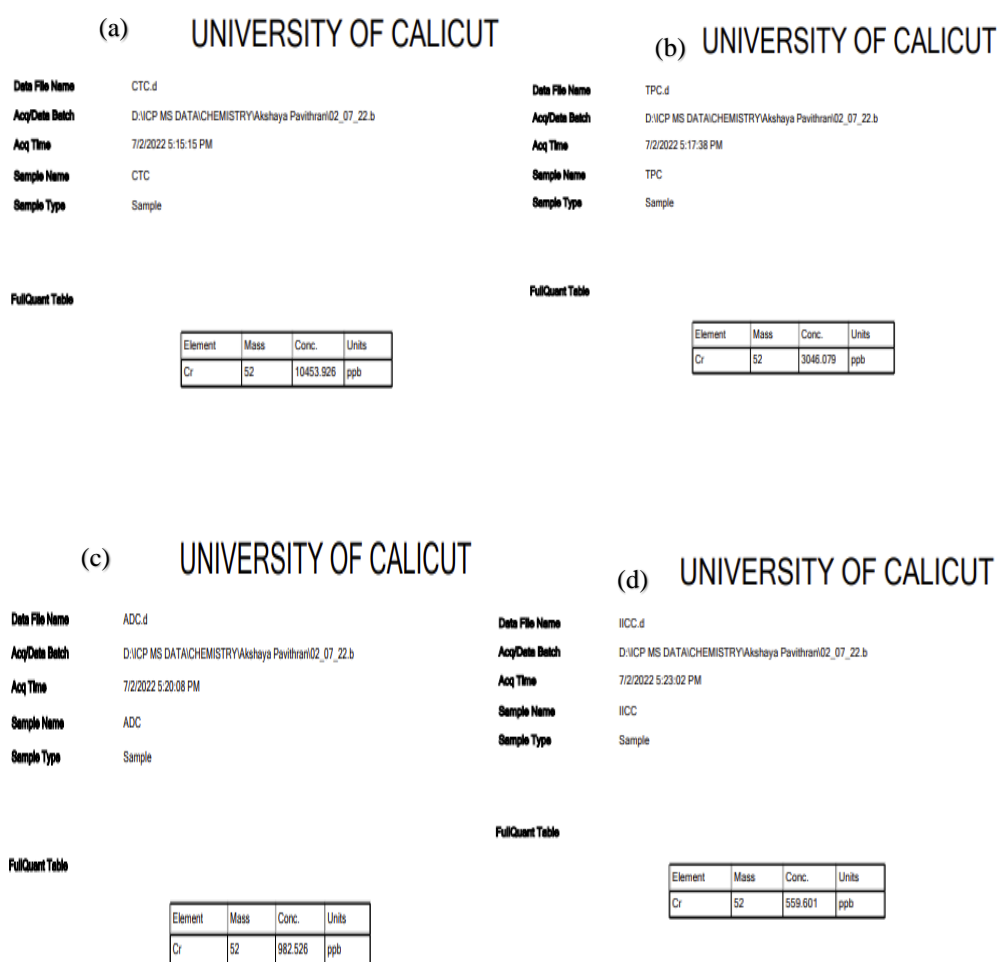 (a) UNIVERSITY OF CALICUT
Data File Name CTC.d
Acq/Data Batch D:\ICP MS DATA\CHEMISTRY\Akshaya Pavithran\02_07_22.b
Acq Time 7/2/2022 5:15:15 PM
Sample Name CTC
Sample Type Sample
FullQuant Table
Element Mass Conc. Units
Cr 52 10453.926 ppb
(b) UNIVERSITY OF CALICUT
Data File Name TPC.d
Acq/Data Batch D:\ICP MS DATA\CHEMISTRY\Akshaya Pavithran\02_07_22.b
Acq Time 7/2/2022 5:17:38 PM
Sample Name TPC
Sample Type Sample
FullQuant Table
Element Mass Conc. Units
Cr 52 3046.079 ppb
(c) UNIVERSITY OF CALICUT
Data File Name ADC.d
Acq/Data Batch D:\ICP MS DATA\CHEMISTRY\Akshaya Pavithran\02_07_22.b
Acq Time 7/2/2022 5:20:08 PM
Sample Name ADC
Sample Type Sample
FullQuant Table
Element Mass Conc. Units
Cr 52 982.526 ppb
(d) UNIVERSITY OF CALICUT
Data File Name IICC.d
Acq/Data Batch D:\ICP MS DATA\CHEMISTRY\Akshaya Pavithran\02_07_22.b
Acq Time 7/2/2022 5:23:02 PM
Sample Name IICC
Sample Type Sample
FullQuant Table
Element Mass Conc. Units
Cr 52 559.601 ppb